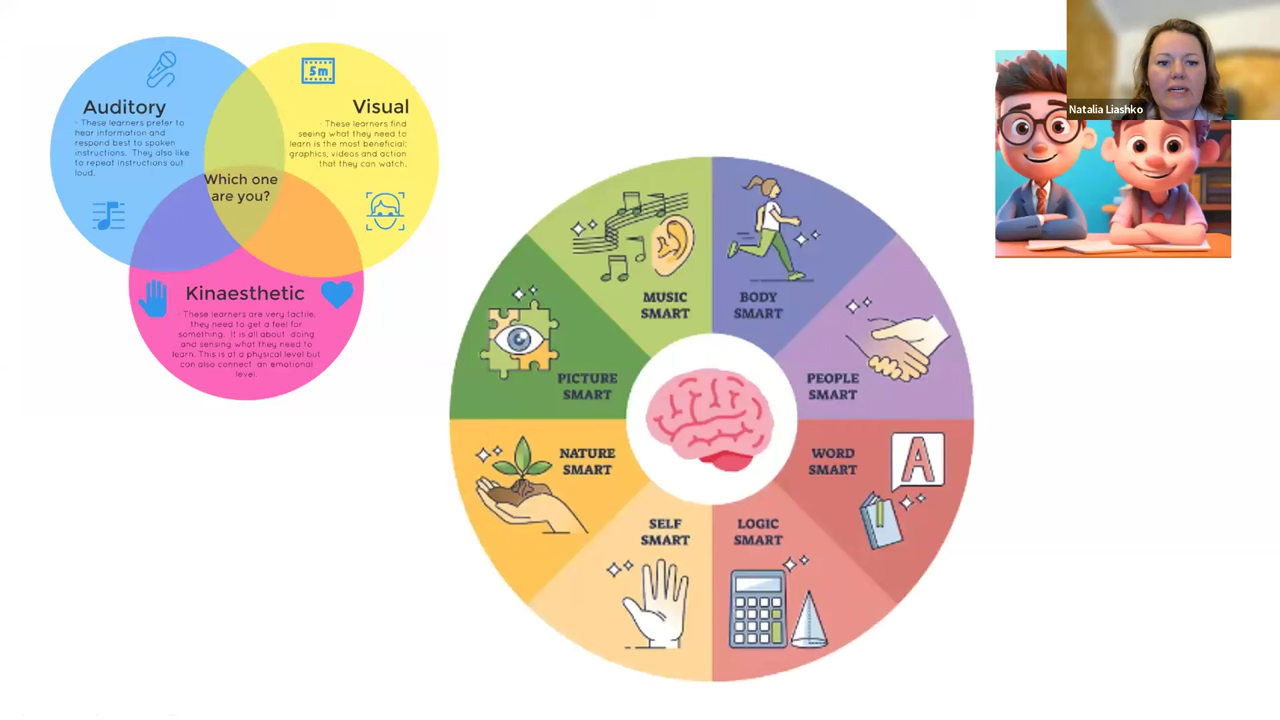 Auditory
- These learners prefer to
hear information and
respond best to spoken
instructions. They also like
to repeat instructions out
loud.
5m
Visual
- These learners find
seeing what they need to
learn is the most beneficial:
graphics, videos and action
that they can watch.
Which one
are you?
Kinaesthetic
These learners are very tactile,
they need to get a feel for
something. It is all about doing
and sensing what they need to
learn. This is at a physical level but
can also connect an emotional
level.
MUSIC
SMART
BODY
SMART
PICTURE
SMART
PEOPLE
SMART
NATURE
SMART
WORD
SMART
A
SELF
SMART
LOGIC
SMART
Natalia Liashko